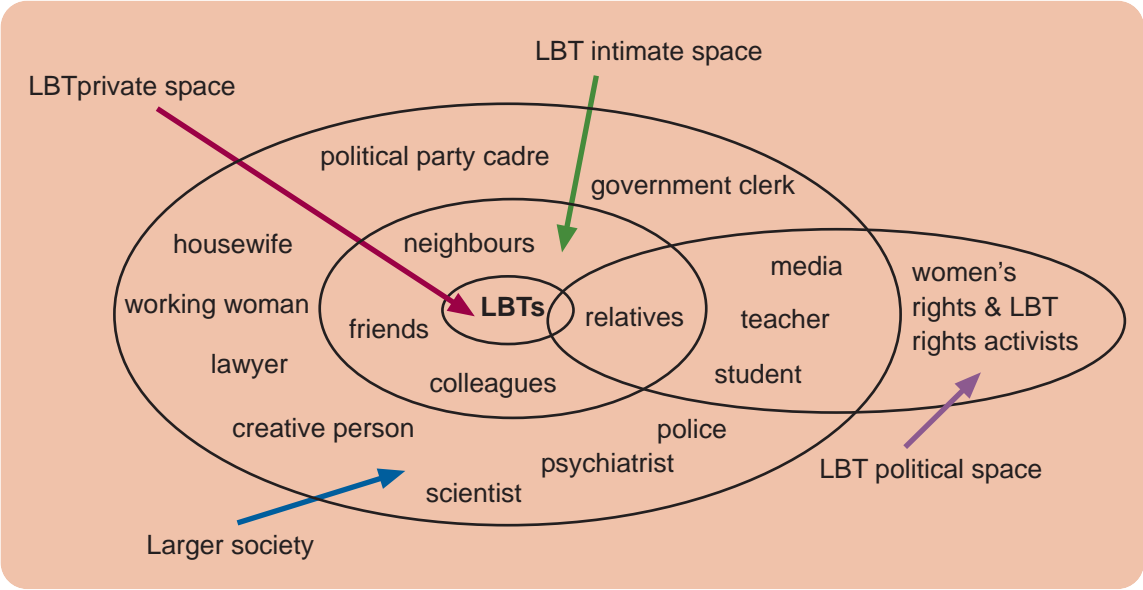 LBT intimate space
LBTprivate space
political party cadre
government clerk
housewife
neighbours
media
women’s
rights & LBT
rights activists
working woman
LBTs
relatives
teacher
friends
lawyer
colleagues
student
creative person
police
psychiatrist
LBT political space
scientist
Larger society